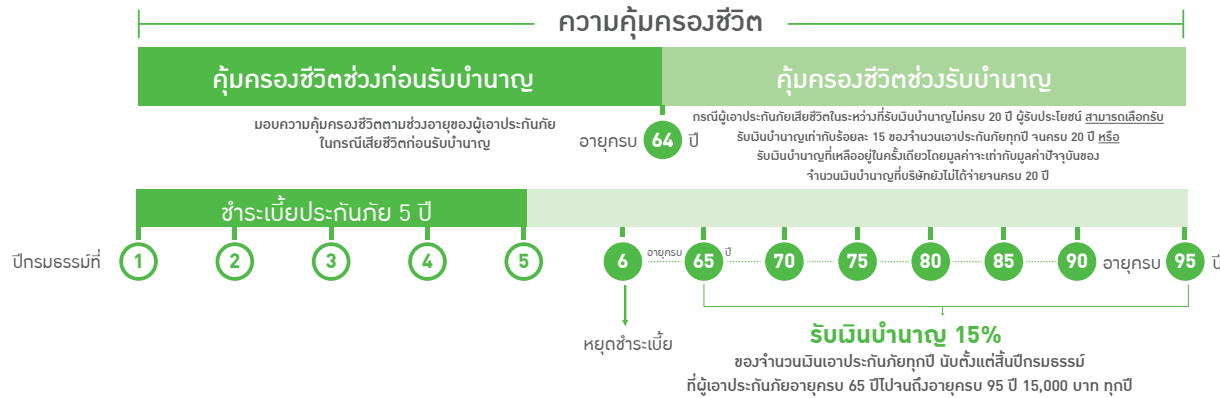 ความคุ้มครองชีวิต
คุ้มครองชีวิตช่วงก่อนรับบำนาญ
คุ้มครองชีวิตช่วงรับบำนาญ
มอบความคุ้มครองชีวิตตามช่วงอายุของผู้เอาประกันภัย
ในกรณีเสียชีวิตก่อนรับบำนาญ
อายุครบ 64 ปี
กรณีผู้เอาประกันภัยเสียชีวิตในระหว่างที่รับเงินบำนาญไม่ครบ 20 ปี ผู้รับประโยชน์ สามารถเลือกรับ
รับเงินบำนาญเท่ากับร้อยละ 15 ของจำนวนเอาประกันภัยทุกปี จนครบ 20 ปี หรือ
รับเงินบำนาญที่เหลืออยู่ในครั้งเดียวโดยมูลค่าจะเท่ากับมูลค่าปัจจุบันของ
จำนวนเงินบำนาญที่บริษัทยังไม่ได้จ่ายจนครบ 20 ปี
ชำระเบี้ยประกันภัย 5 ปี
ปีกรมธรรม์ที่ 1 2 3 4 5 6 อายุครบ 65 ปี 70 75 80 85 90 อายุครบ 95 ปี
หยุดชำระเบี้ย
รับเงินบำนาญ 15%
ของจำนวนเงินเอาประกันภัยทุกปี นับตั้งแต่สิ้นปีกรมธรรม์
ที่ผู้เอาประกันภัยอายุครบ 65 ปีไปจนถึงอายุครบ 95 ปี 15,000 บาท ทุกปี